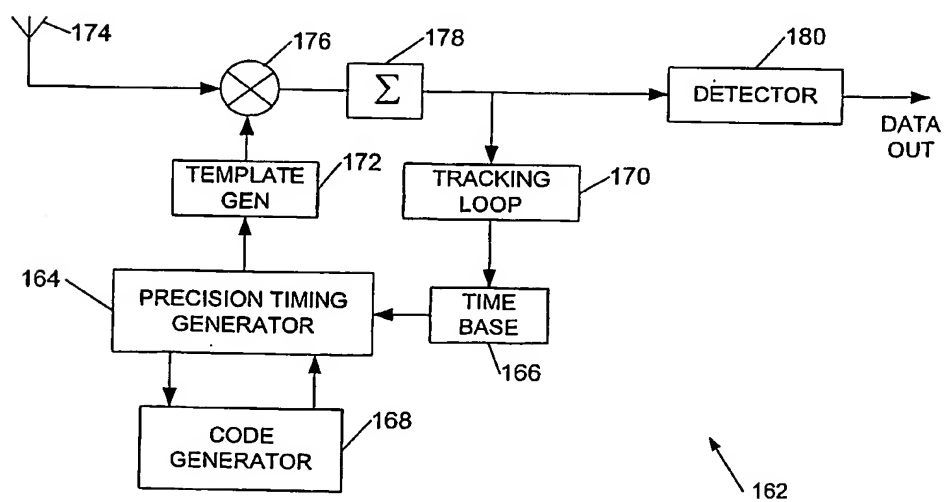 174
176
178
180
Σ
DETECTOR
DATA
OUT
TEMPLATE
GEN
172
TRACKING
LOOP
170
164
PRECISION TIMING
GENERATOR
TIME
BASE
166
CODE
GENERATOR
168
162